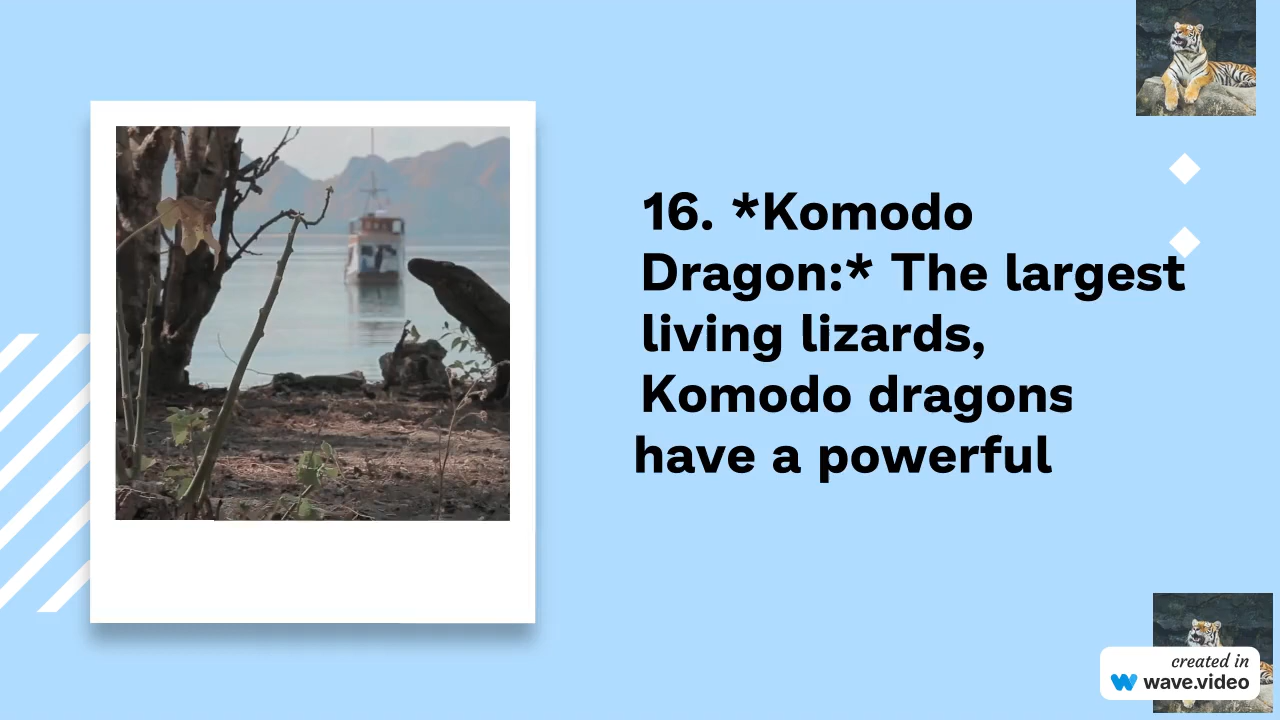 16. *Komodo
Dragon:* The largest
living lizards,
Komodo dragons
have a powerful
created in
wave.video